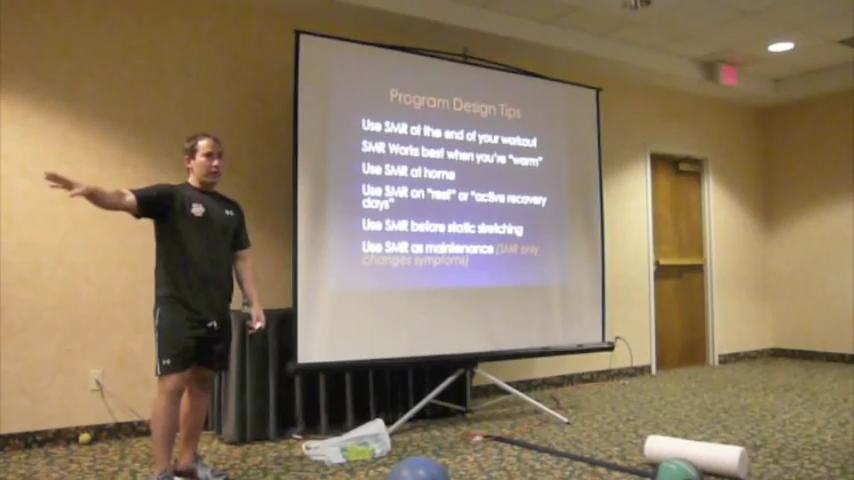 Program Design Tips
Use SMR at the end of your workout
SMR Works best when you're "warm"
Use SMR at home
Use SMR on "rest" or "active recovery
days"
Use SMR before static stretching
Use SMR as maintenance (SMR only
changes symptoms)